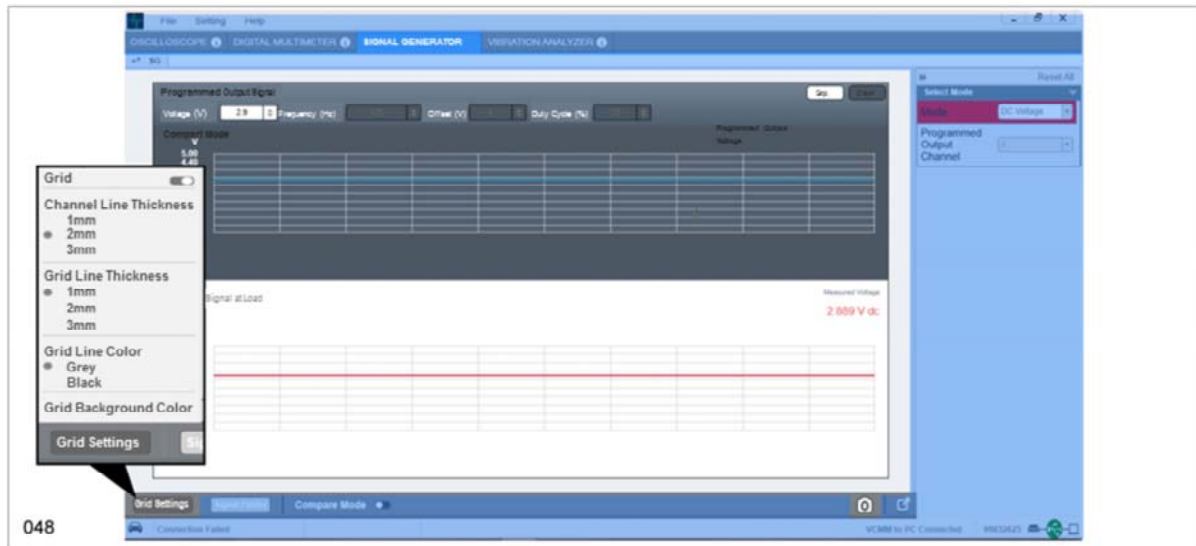 File Setting Help
OSCILLOSCOPE DIGITAL MULTIMETER SIGNAL GENERATOR VIBRATION ANALYZER
SG
Reset All
Programmed Output Signal
Select Mode
Voltage (V) 2.9 Frequency (Hz) Offset (V) Duty Cycle (%)
Mode DC Voltage
Compact Mode
Programmed Output
Voltage
Programmed
Output
Channel
V
5.00
4.40
Grid
Channel Line Thickness
1mm
2mm
3mm
Grid Line Thickness
1mm
2mm
3mm
Grid Line Color
Grey
Black
Grid Background Color
Grid Settings
Signal at Load
Measured Voltage
2.889 V dc
Grid Settings
Compare Mode
048
Connection Failed
VCMM to PC Connected